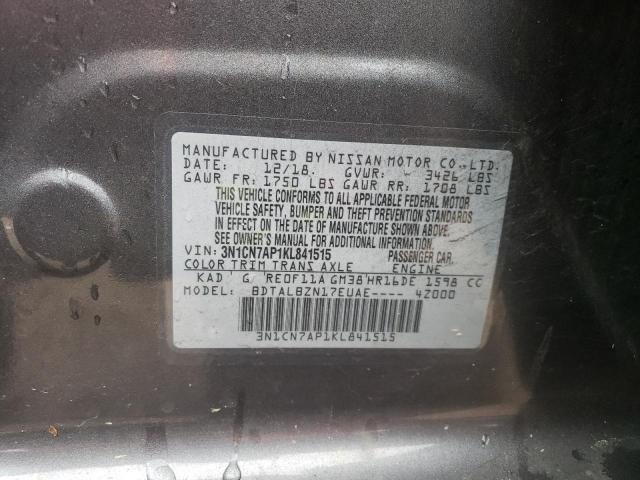 MANUFACTURED BY NISSAN MOTOR CO.,LTD.
DATE: 12/18. GVWR: - 3426 LBS
GAWR FR: 1750 LBS GAWR RR: 1708 LBS
THIS VEHICLE CONFORMS TO ALL APPLICABLE FEDERAL MOTOR
VEHICLE SAFETY, BUMPER AND THEFT PREVENTION STANDARDS
IN EFFECT ON THE DATE OF MANUFACTURE SHOWN ABOVE.
SEE OWNER'S MANUAL FOR ADDITIONAL INFORMATION.
VIN: 3N1CN7AP1KL841515 PASSENGER CAR.
COLOR TRIM TRANS AXLE ENGINE
KAD G RE0F11A GM38 HR16DE 1598 CC
MODEL: BDTALBZN17EUAE---- 42000
3N1CN7AP1KL841515